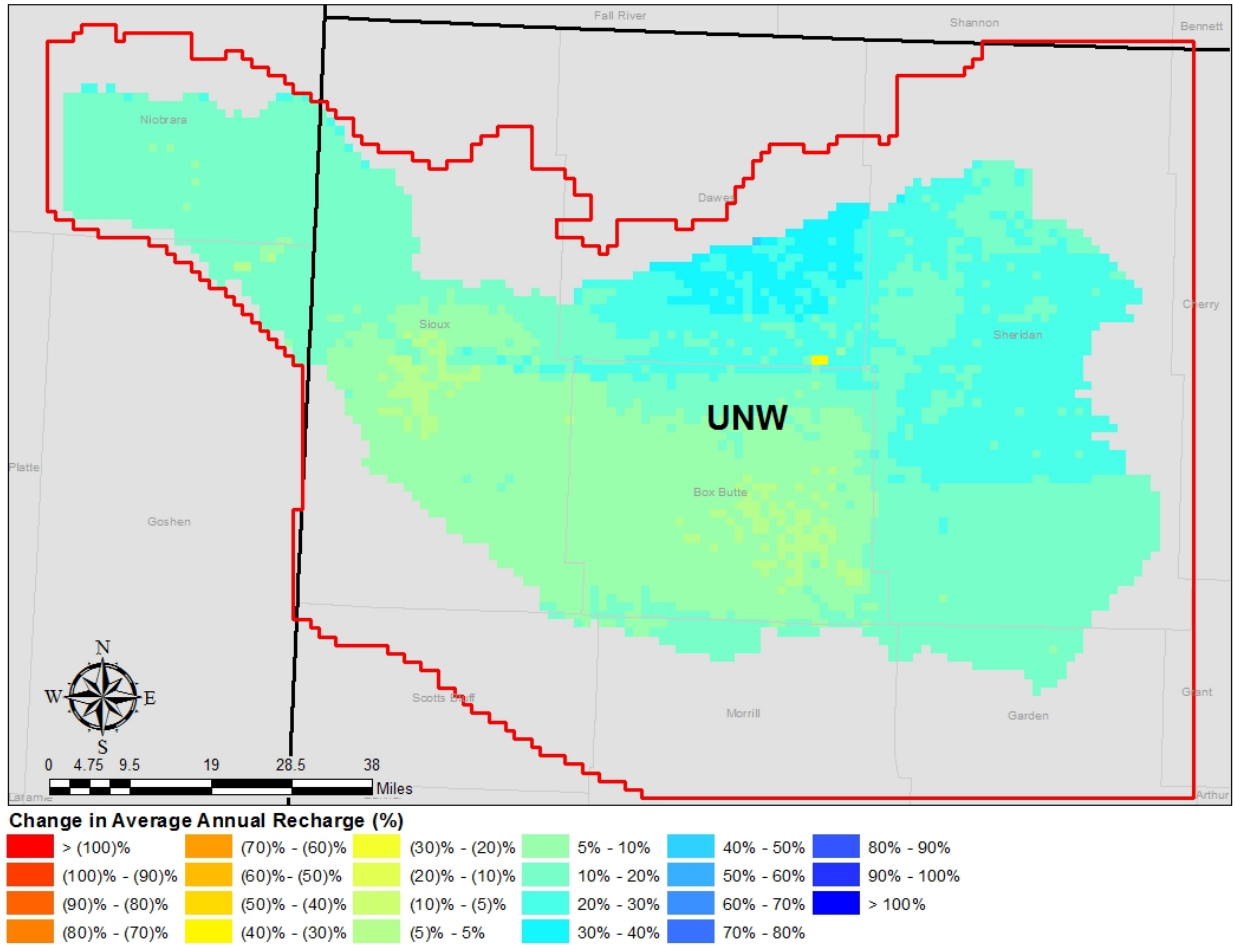 Fall River
Shannon
Bennett
Niobrara
Dawes
Cherry
Sioux
Sheridan
UNW
Platte
Box Butte
Goshen
N
W E
S
Scotts Bluff
Grant
Morrill
Garden
0 4.75 9.5 19 28.5 38
Miles
Laramie
Arthur
Change in Average Annual Recharge (%)
> (100)% (70)% - (60)% (30)% - (20)% 5% - 10% 40% - 50% 80% - 90%
(100)% - (90)% (60)% - (50)% (20)% - (10)% 10% - 20% 50% - 60% 90% - 100%
(90)% - (80)% (50)% - (40)% (10)% - (5)% 20% - 30% 60% - 70% > 100%
(80)% - (70)% (40)% - (30)% (5)% - 5% 30% - 40% 70% - 80%